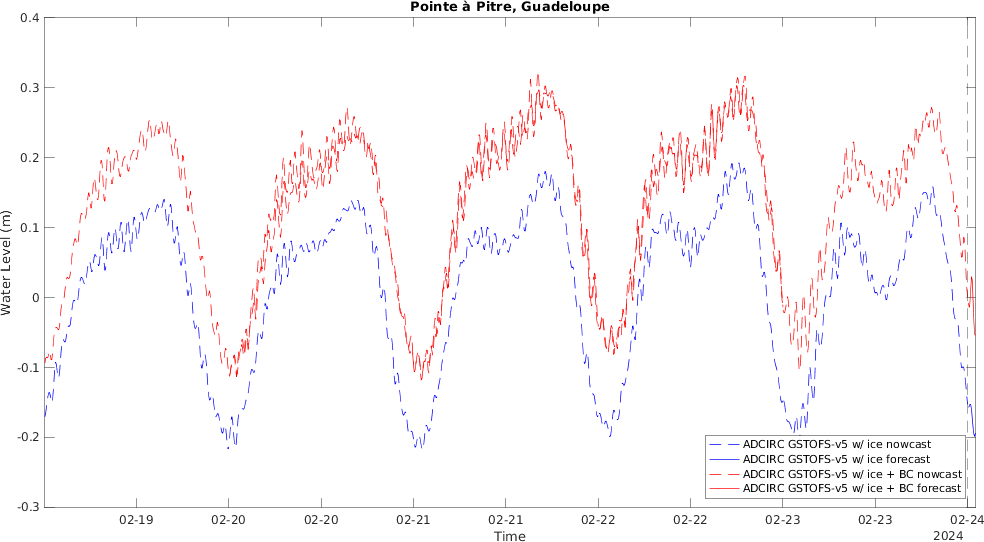 Pointe à Pitre, Guadeloupe
0.4
0.3
0.2
0.1
0
-0.1
-0.2
-0.3
Water Level (m)
ADCIRC GSTOFS-v5 w/ ice nowcast
ADCIRC GSTOFS-v5 w/ ice forecast
ADCIRC GSTOFS-v5 w/ ice + BC nowcast
ADCIRC GSTOFS-v5 w/ ice + BC forecast
02-19 02-20 02-20 02-21 02-21 02-22 02-22 02-23 02-23 02-24
Time 2024